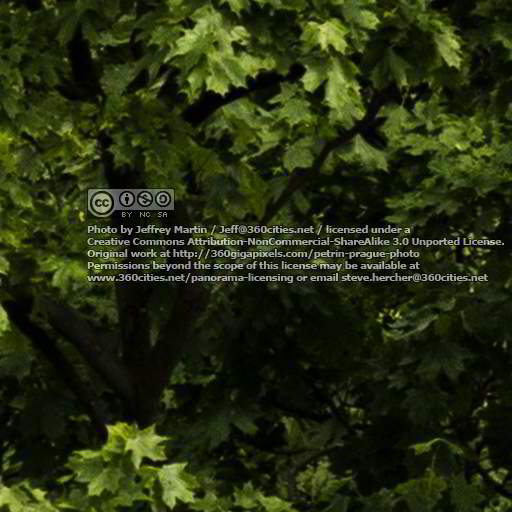 cc
BY NC SA
Photo by Jeffrey Martin / Jeff@360cities.net / licensed under a
Creative Commons Attribution-NonCommercial-ShareAlike 3.0 Unported License.
Original work at http://360gigapixels.com/petrin-prague-photo
Permissions beyond the scope of this license may be available at
www.360cities.net/panorama-licensing or email steve.hercher@360cities.net